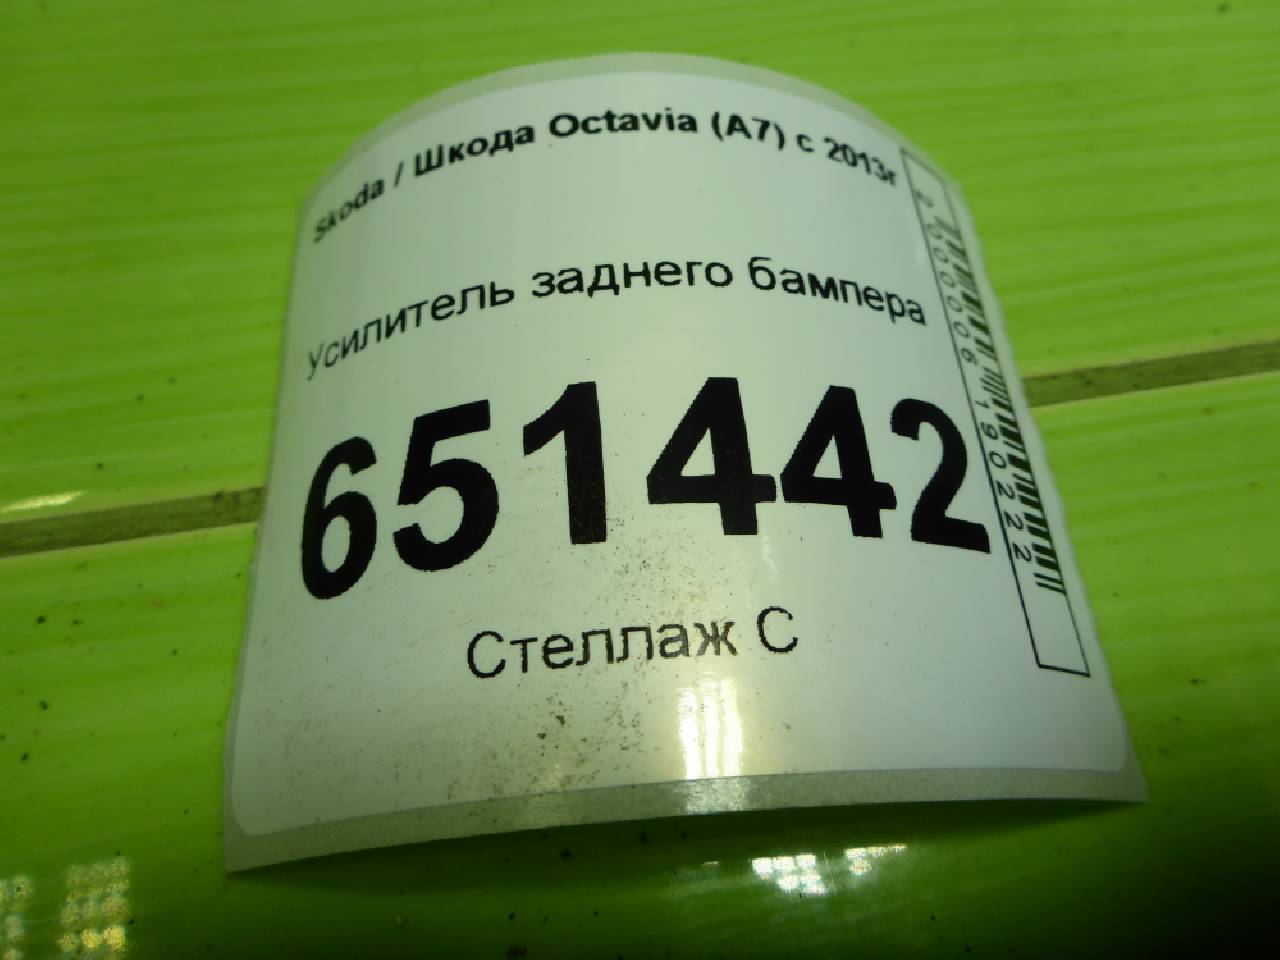 Skoda / Шкода Octavia (A7) с 2013г
Усилитель заднего бампера
651442
Стеллаж С
2000006190222